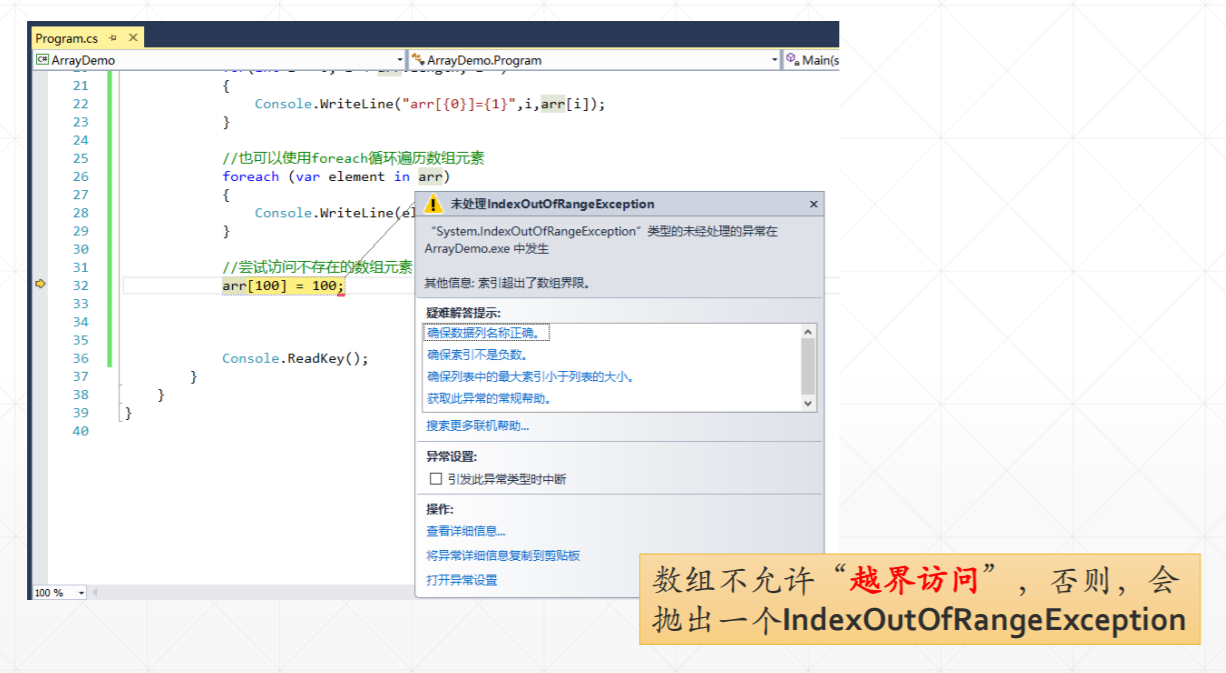 Program.cs
ArrayDemo
ArrayDemo.Program
Main(s
21 {
22 Console.WriteLine("arr[{0}]={1}",i,arr[i]);
23 }
24
25 //也可以使用foreach循环遍历数组元素
26 foreach (var element in arr)
27 {
28 Console.WriteLine(el
29 }
30
31 //尝试访问不存在的数组元素
32 arr[100] = 100;
33
34
35
36 Console.ReadKey();
37 }
38 }
39 }
40
100 %
未处理IndexOutOfRangeException
“System.IndexOutOfRangeException”类型的未经处理的异常在
ArrayDemo.exe 中发生
其他信息: 索引超出了数组界限。
疑难解答提示:
确保数据列名称正确。
确保索引不是负数。
确保列表中的最大索引小于列表的大小。
获取此异常的常规帮助。
搜索更多联机帮助...
异常设置:
引发此异常类型时中断
操作:
查看详细信息...
将异常详细信息复制到剪贴板
打开异常设置
数组不允许“越界访问”，否则，会
抛出一个IndexOutOfRangeException